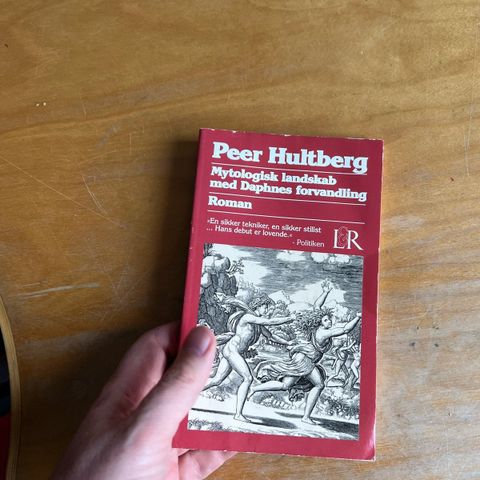 Peer Hultberg
Mytologisk landskab
med Daphnes forvandling
Roman
»En sikker tekniker, en sikker stilist
... Hans debut er lovende.«
- Politiken
L&R